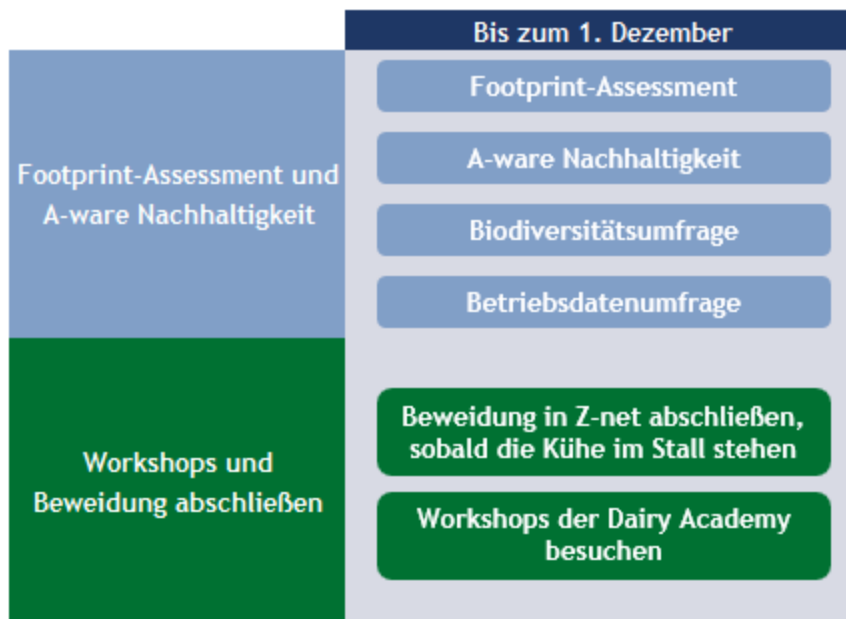 Bis zum 1. Dezember
Footprint-Assessment und
A-ware Nachhaltigkeit
Footprint-Assessment
A-ware Nachhaltigkeit
Biodiversitätsumfrage
Betriebsdatenumfrage
Workshops und
Beweidung abschließen
Beweidung in Z-net abschließen,
sobald die Kühe im Stall stehen
Workshops der Dairy Academy
besuchen